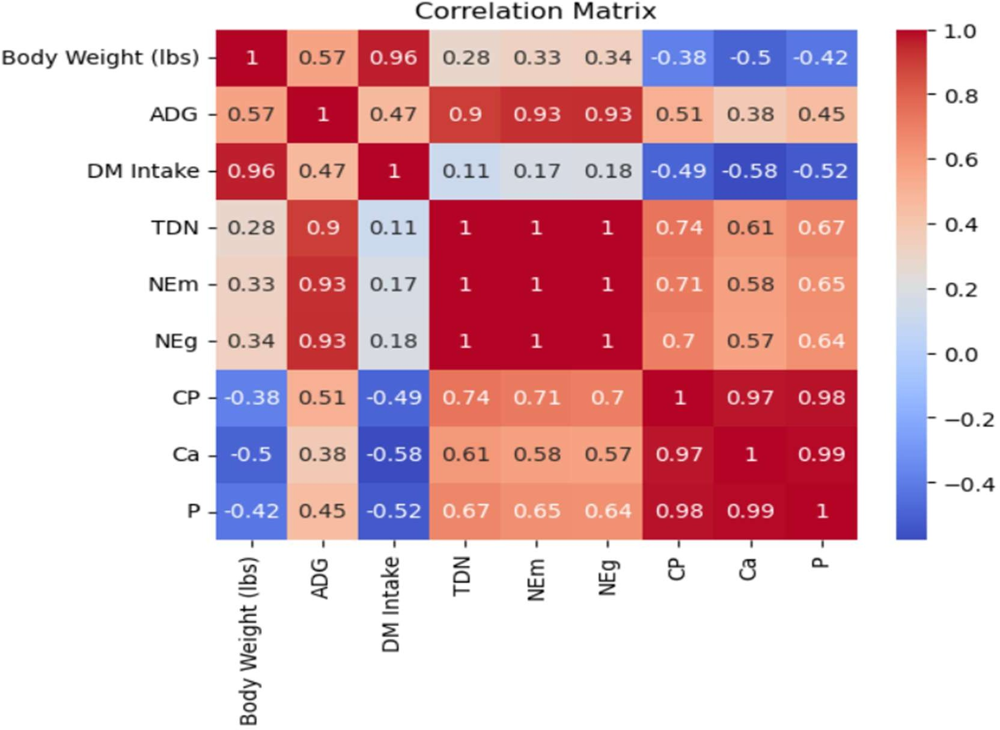 Correlation Matrix
Body Weight (lbs) 1 0.57 0.96 0.28 0.33 0.34 -0.38 -0.5 -0.42
ADG 0.57 1 0.47 0.9 0.93 0.93 0.51 0.38 0.45
DM Intake 0.96 0.47 1 0.11 0.17 0.18 -0.49 -0.58 -0.52
TDN 0.28 0.9 0.11 1 1 1 0.74 0.61 0.67
NEm 0.33 0.93 0.17 1 1 1 0.71 0.58 0.65
NEg 0.34 0.93 0.18 1 1 1 0.7 0.57 0.64
CP -0.38 0.51 -0.49 0.74 0.71 0.7 1 0.97 0.98
Ca -0.5 0.38 -0.58 0.61 0.58 0.57 0.97 1 0.99
P -0.42 0.45 -0.52 0.67 0.65 0.64 0.98 0.99 1
Body Weight (lbs)
ADG
DM Intake
TDN
NEm
NEg
CP
Ca
P
1.0
0.8
0.6
0.4
0.2
0.0
−0.2
−0.4